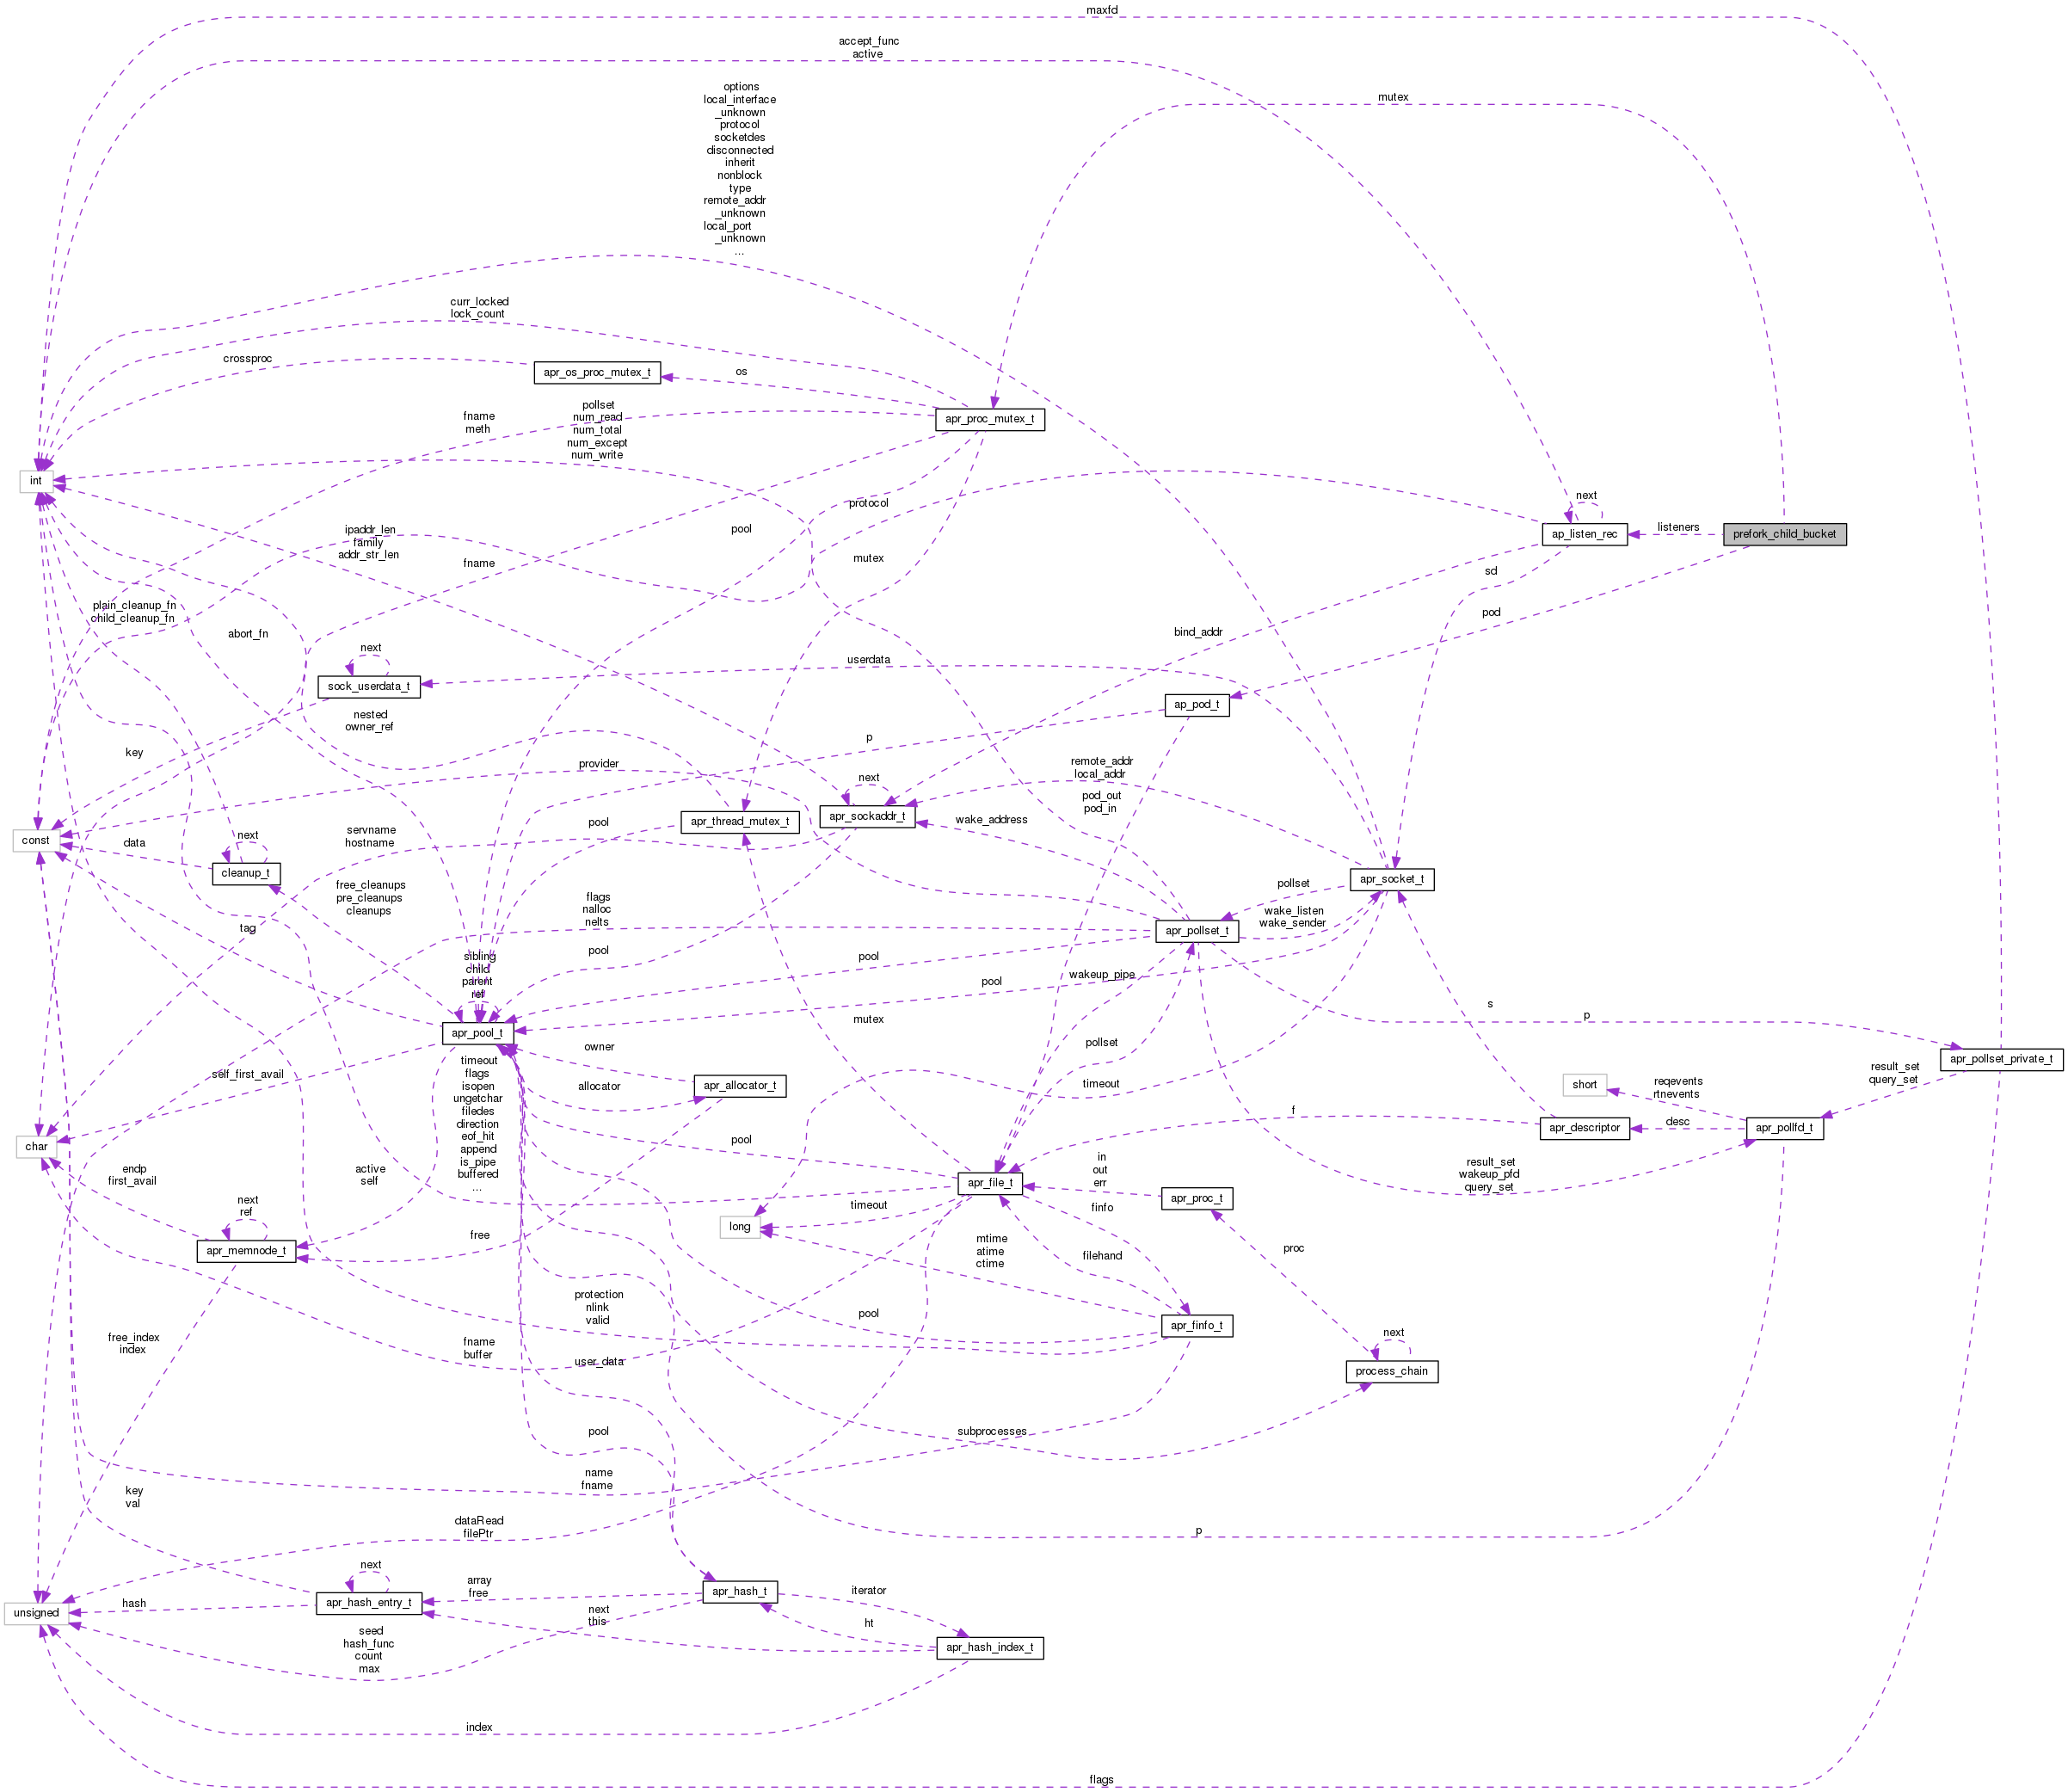 maxfd
accept_func
active
options
local_interface
_unknown
protocol
socketdes
disconnected
inherit
nonblock
type
remote_addr
_unknown
local_port
_unknown
...
mutex
curr_locked
lock_count
crossproc
apr_os_proc_mutex_t
os
fname
meth
pollset
num_read
num_total
num_except
num_write
apr_proc_mutex_t
int
next
ap_listen_rec
listeners
prefork_child_bucket
protocol
pool
ipaddr_len
family
addr_str_len
fname
mutex
sd
pod
plain_cleanup_fn
child_cleanup_fn
abort_fn
bind_addr
next
sock_userdata_t
userdata
ap_pod_t
nested
owner_ref
key
p
provider
remote_addr
local_addr
next
pod_out
pod_in
apr_sockaddr_t
apr_thread_mutex_t
pool
wake_address
servname
hostname
const
data
next
cleanup_t
apr_socket_t
pollset
free_cleanups
pre_cleanups
cleanups
flags
nalloc
nelts
wake_listen
wake_sender
apr_pollset_t
tag
pool
pool
sibling
child
parent
ref
wakeup_pipe
pool
s
p
apr_pool_t
mutex
pollset
owner
apr_pollset_private_t
self_first_avail
timeout
flags
isopen
ungetchar
filedes
direction
eof_hit
append
is_pipe
buffered
...
allocator
apr_allocator_t
timeout
short
reqevents
rtnevents
result_set
query_set
f
desc
apr_descriptor
apr_pollfd_t
char
pool
endp
first_avail
active
self
in
out
err
result_set
wakeup_pfd
query_set
apr_file_t
apr_proc_t
next
ref
timeout
finfo
long
free
apr_memnode_t
mtime
atime
ctime
filehand
proc
protection
nlink
valid
pool
apr_finfo_t
free_index
index
fname
buffer
user_data
next
process_chain
pool
subprocesses
name
fname
key
val
dataRead
filePtr
p
next
array
free
apr_hash_t
iterator
hash
apr_hash_entry_t
unsigned
next
this
ht
seed
hash_func
count
max
apr_hash_index_t
index
flags